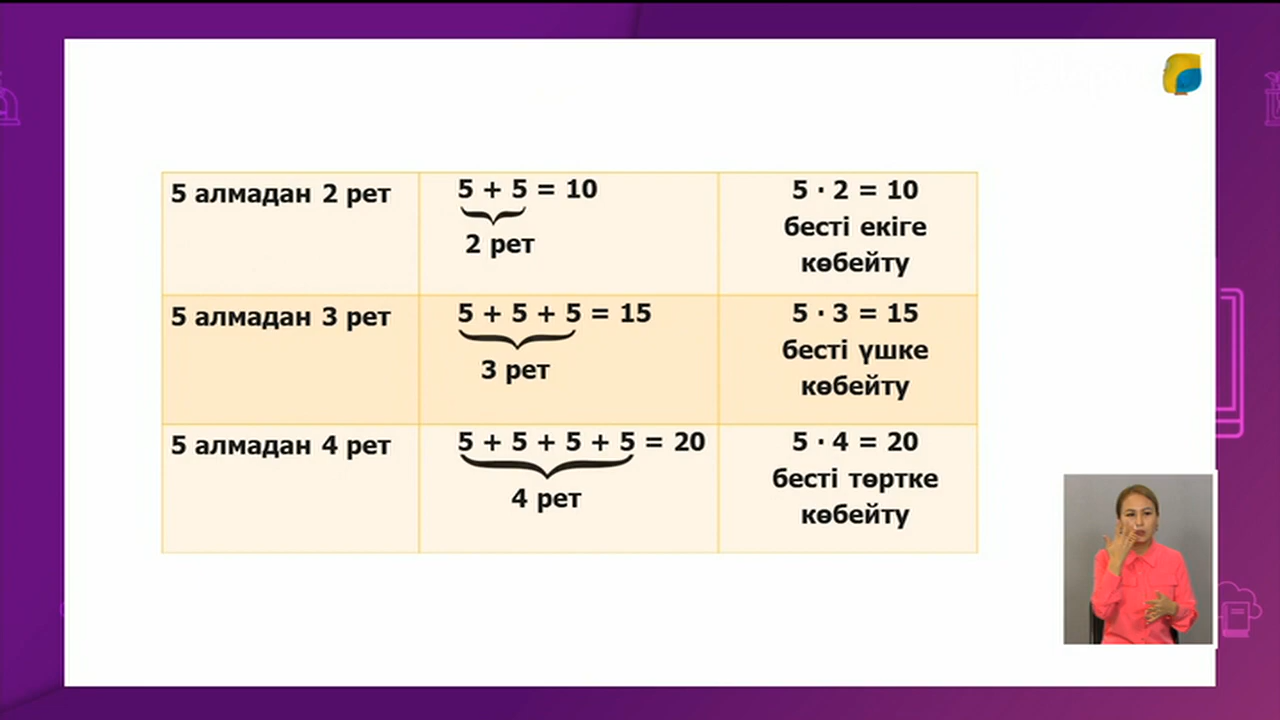 5 алмадан 2 рет
5 + 5 = 10
2 рет
5 · 2 = 10
бесті екіге
көбейту
5 алмадан 3 рет
5 + 5 + 5 = 15
3 рет
5 · 3 = 15
бесті үшке
көбейту
5 алмадан 4 рет
5 + 5 + 5 + 5 = 20
4 рет
5 · 4 = 20
бесті төртке
көбейту